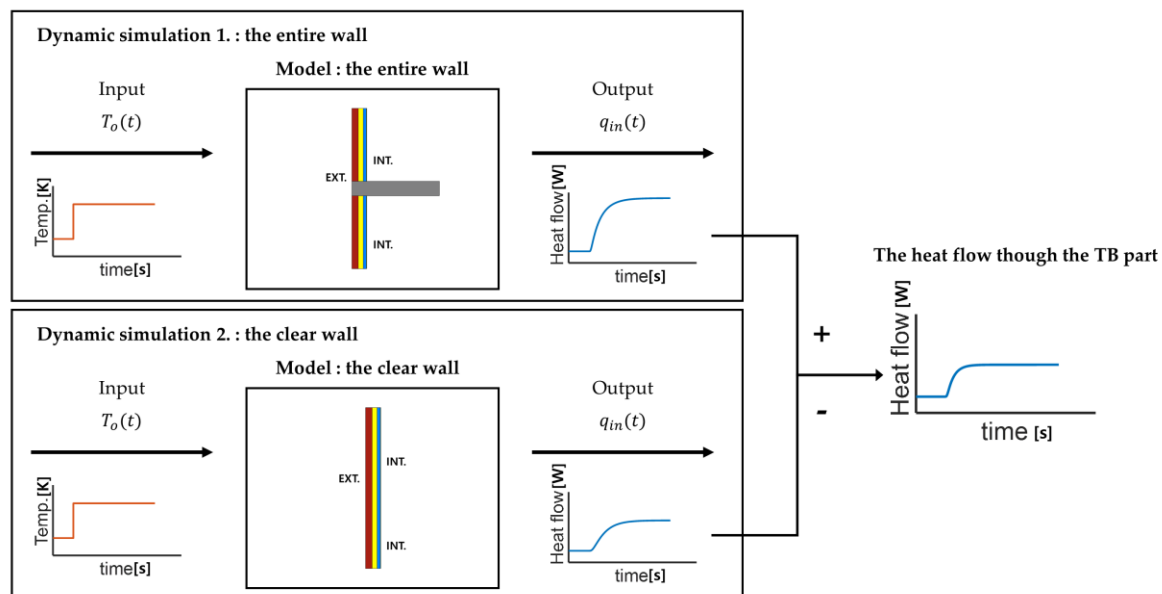 Dynamic simulation 1. : the entire wall
Model : the entire wall
Input
T_o(t)
Output
q_in(t)
EXT.
INT.
INT.
Temp.[K]
time[s]
Heat flow[W]
time[s]
Dynamic simulation 2. : the clear wall
Model : the clear wall
Input
T_o(t)
Output
q_in(t)
EXT.
INT.
INT.
Temp.[K]
time[s]
Heat flow[W]
time[s]
+
-
The heat flow though the TB part
Heat flow[W]
time [s]